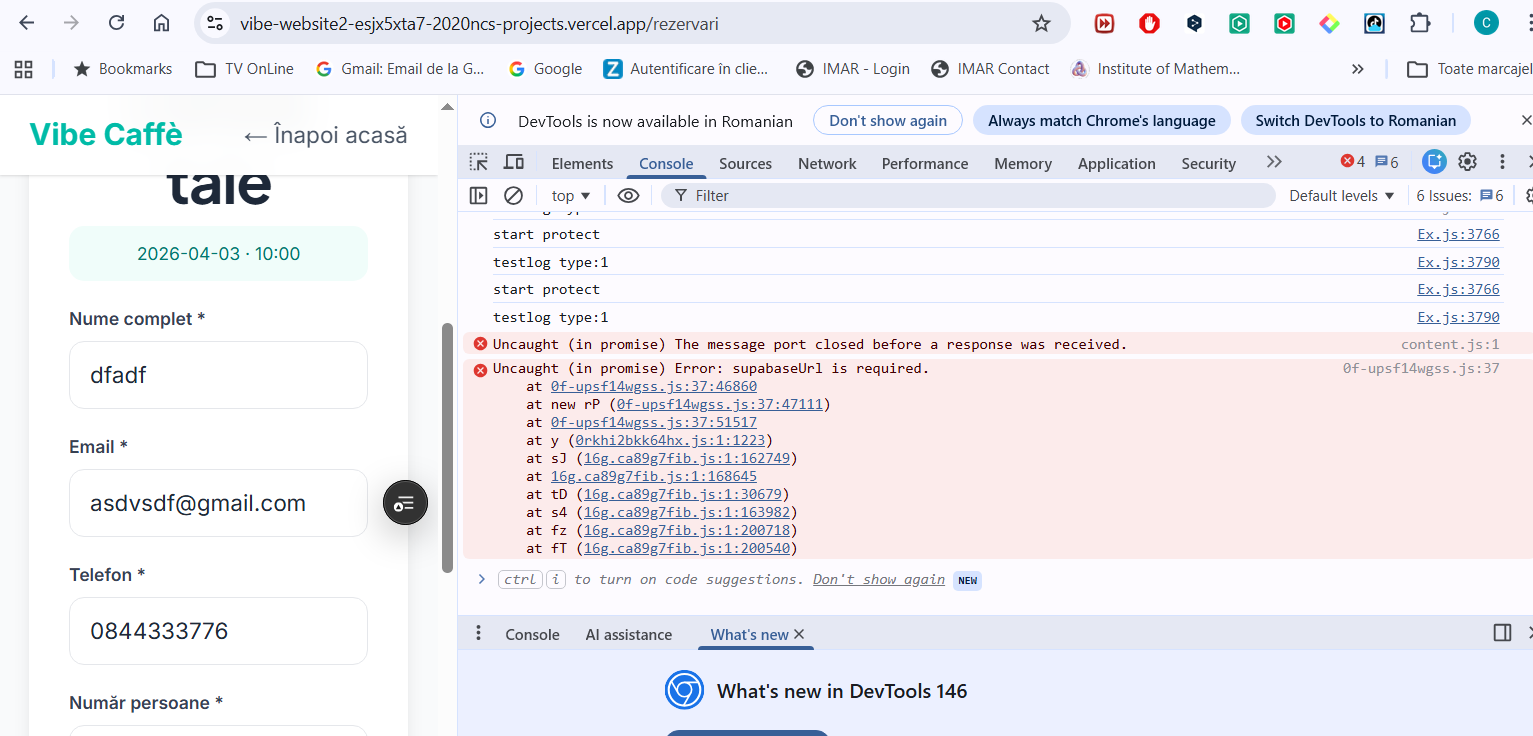 vibe-website2-esjx5xta7-2020ncs-projects.vercel.app/rezervari
C
Bookmarks TV OnLine Gmail: Email de la G... Google Autentificare în clie... IMAR - Login IMAR Contact Institute of Mathem... » Toate marcajel
Vibe Caffè ← Înapoi acasă
tale
2026-04-03 · 10:00
Nume complet *
dfadf
Email *
asdvsdf@gmail.com
Telefon *
0844333776
Număr persoane *
DevTools is now available in Romanian Don't show again Always match Chrome's language Switch DevTools to Romanian
Elements Console Sources Network Performance Memory Application Security » 4 6
top Filter Default levels 6 Issues: 6
start protect Ex.js:3766
testlog type:1 Ex.js:3790
start protect Ex.js:3766
testlog type:1 Ex.js:3790
Uncaught (in promise) The message port closed before a response was received. content.js:1
Uncaught (in promise) Error: supabaseUrl is required. 0f-upsf14wgss.js:37
at 0f-upsf14wgss.js:37:46860
at new rP (0f-upsf14wgss.js:37:47111)
at 0f-upsf14wgss.js:37:51517
at y (0rkhi2bkk64hx.js:1:1223)
at sJ (16g.ca89g7fib.js:1:162749)
at 16g.ca89g7fib.js:1:168645
at tD (16g.ca89g7fib.js:1:30679)
at s4 (16g.ca89g7fib.js:1:163982)
at fz (16g.ca89g7fib.js:1:200718)
at fT (16g.ca89g7fib.js:1:200540)
ctrl i to turn on code suggestions. Don't show again NEW
Console AI assistance What's new
What's new in DevTools 146